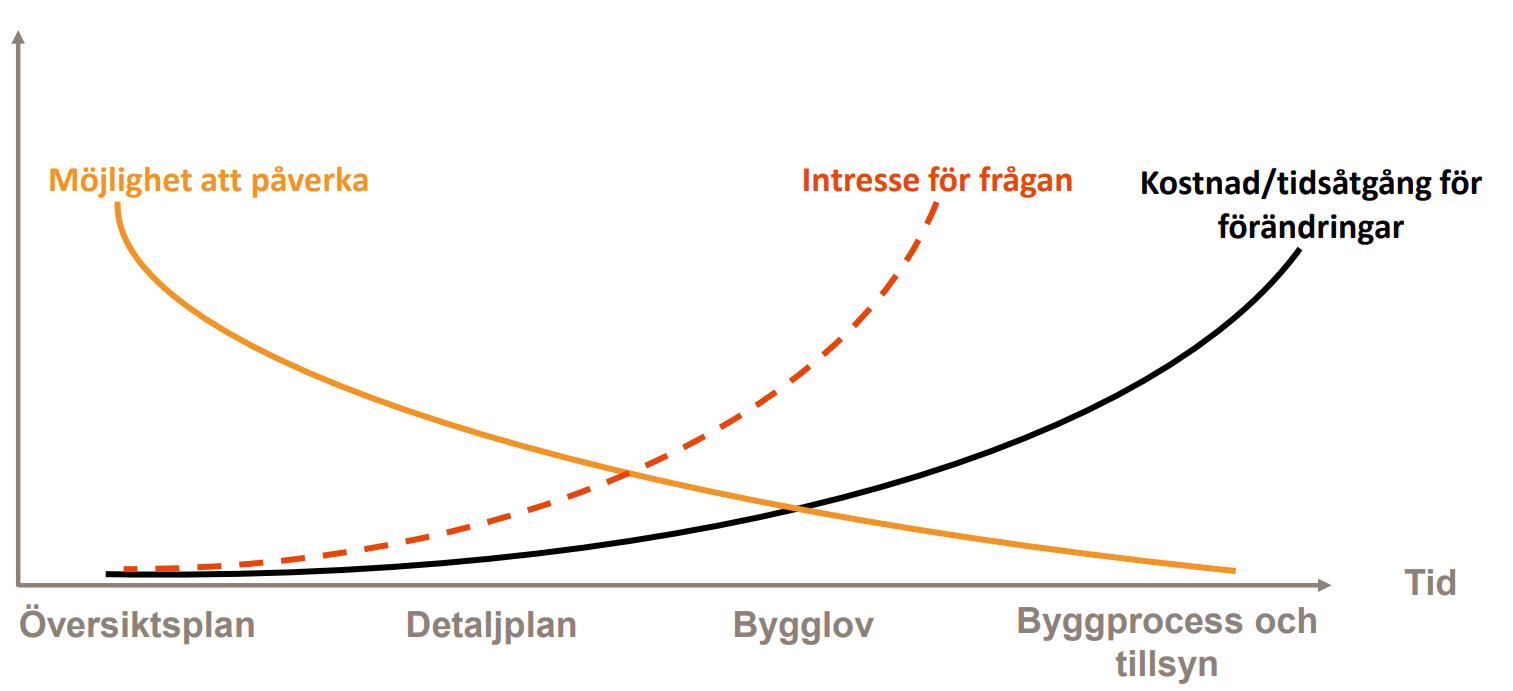 Möjlighet att påverka
Intresse för frågan
Kostnad/tidsåtgång för
förändringar
Tid
Översiktsplan
Detaljplan
Bygglov
Byggprocess och
tillsyn